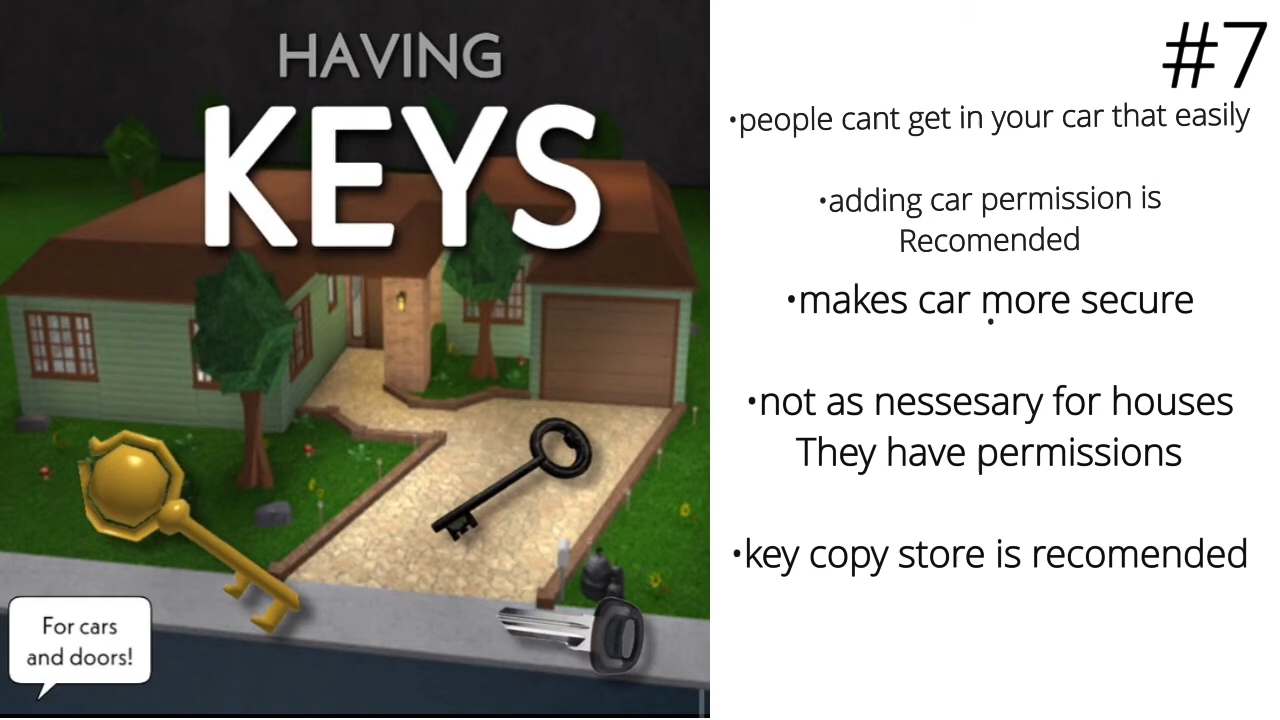 HAVING
KEYS
For cars
and doors!
#7
•people cant get in your car that easily
•adding car permission is
Recomended
•makes car more secure
•
•not as nessesary for houses
They have permissions
•key copy store is recomended